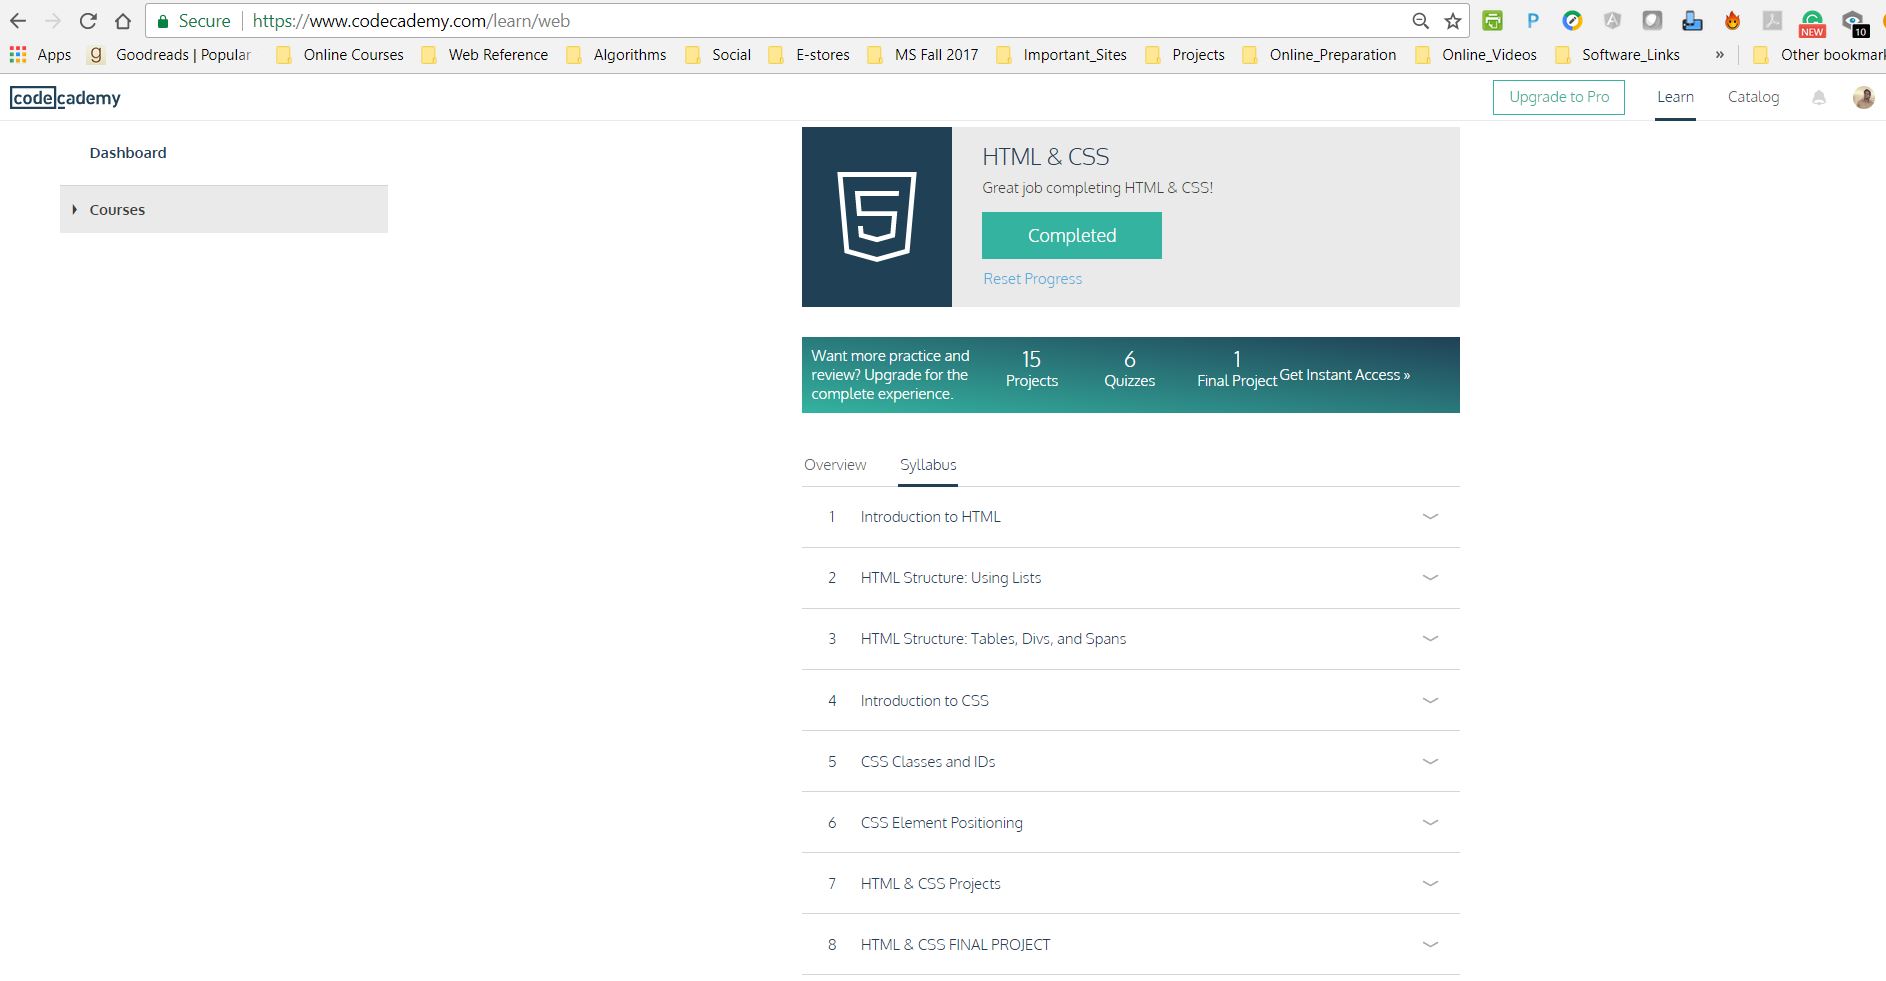 Secure https://www.codecademy.com/learn/web
Apps g Goodreads | Popular Online Courses Web Reference Algorithms Social E-stores MS Fall 2017 Important_Sites Projects Online_Preparation Online_Videos Software_Links » Other bookmark
P A NEW 10
codecademy
Upgrade to Pro Learn Catalog
Dashboard
Courses
HTML & CSS
Great job completing HTML & CSS!
Completed
Reset Progress
Want more practice and
review? Upgrade for the
complete experience.
15
Projects
6
Quizzes
1
Final Project
Get Instant Access »
Overview Syllabus
1 Introduction to HTML
2 HTML Structure: Using Lists
3 HTML Structure: Tables, Divs, and Spans
4 Introduction to CSS
5 CSS Classes and IDs
6 CSS Element Positioning
7 HTML & CSS Projects
8 HTML & CSS FINAL PROJECT